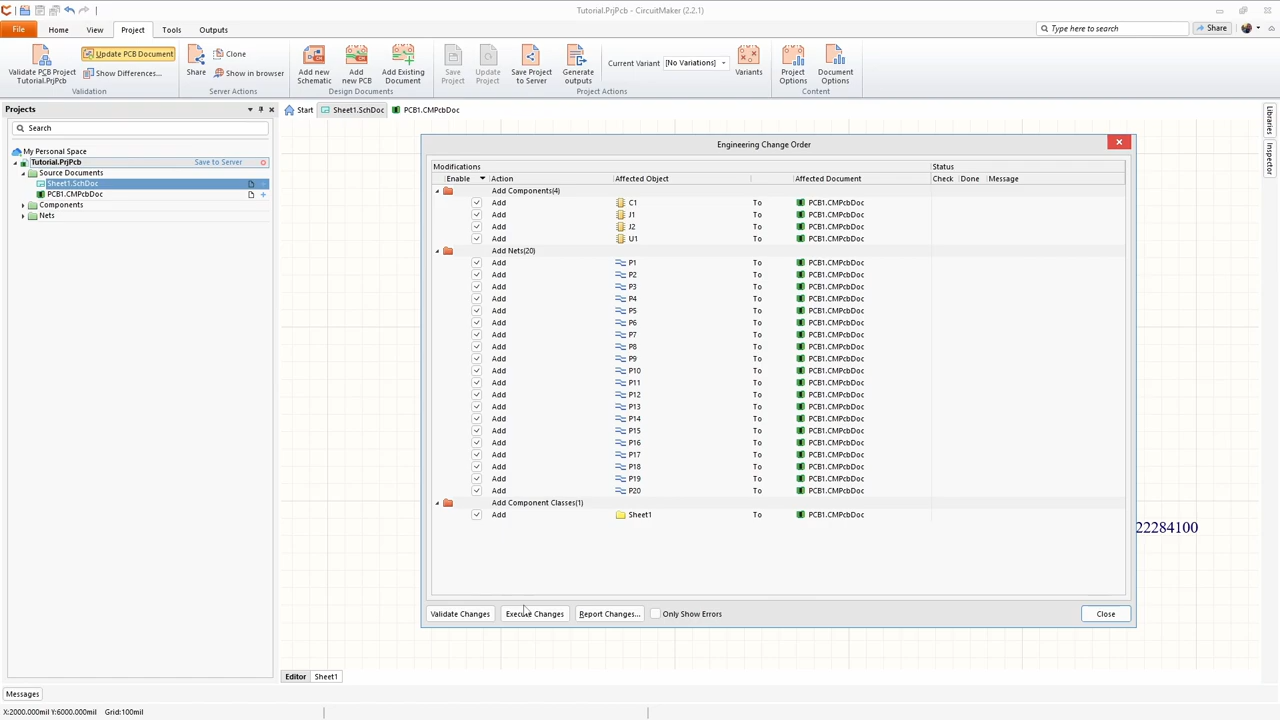 Tutorial.PrjPcb - CircuitMaker (2.2.1)
File Home View Project Tools Outputs
Type here to search Share
Validate PCB Project Tutorial.PrjPcb
Update PCB Document
Show Differences...
Validation
Share
Clone
Show in browser
Server Actions
Add new Schematic
Add new PCB
Add Existing Document
Design Documents
Save Project
Update Project
Save Project to Server
Generate outputs
Current Variant [No Variations]
Variants
Project Actions
Project Options
Document Options
Content
Projects
Search
My Personal Space
Tutorial.PrjPcb Save to Server
Source Documents
Sheet1.SchDoc
PCB1.CMPcbDoc
Components
Nets
Start Sheet1.SchDoc PCB1.CMPcbDoc
Libraries
Inspector
Engineering Change Order
Modifications Status
Enable Action Affected Object Affected Document Check Done Message
Add Components(4)
Add C1 To PCB1.CMPcbDoc
Add J1 To PCB1.CMPcbDoc
Add J2 To PCB1.CMPcbDoc
Add U1 To PCB1.CMPcbDoc
Add Nets(20)
Add P1 To PCB1.CMPcbDoc
Add P2 To PCB1.CMPcbDoc
Add P3 To PCB1.CMPcbDoc
Add P4 To PCB1.CMPcbDoc
Add P5 To PCB1.CMPcbDoc
Add P6 To PCB1.CMPcbDoc
Add P7 To PCB1.CMPcbDoc
Add P8 To PCB1.CMPcbDoc
Add P9 To PCB1.CMPcbDoc
Add P10 To PCB1.CMPcbDoc
Add P11 To PCB1.CMPcbDoc
Add P12 To PCB1.CMPcbDoc
Add P13 To PCB1.CMPcbDoc
Add P14 To PCB1.CMPcbDoc
Add P15 To PCB1.CMPcbDoc
Add P16 To PCB1.CMPcbDoc
Add P17 To PCB1.CMPcbDoc
Add P18 To PCB1.CMPcbDoc
Add P19 To PCB1.CMPcbDoc
Add P20 To PCB1.CMPcbDoc
Add Component Classes(1)
Add Sheet1 To PCB1.CMPcbDoc
22284100
Validate Changes Execute Changes Report Changes... Only Show Errors Close
Editor Sheet1
Messages
X:2000.000mil Y:6000.000mil Grid:100mil